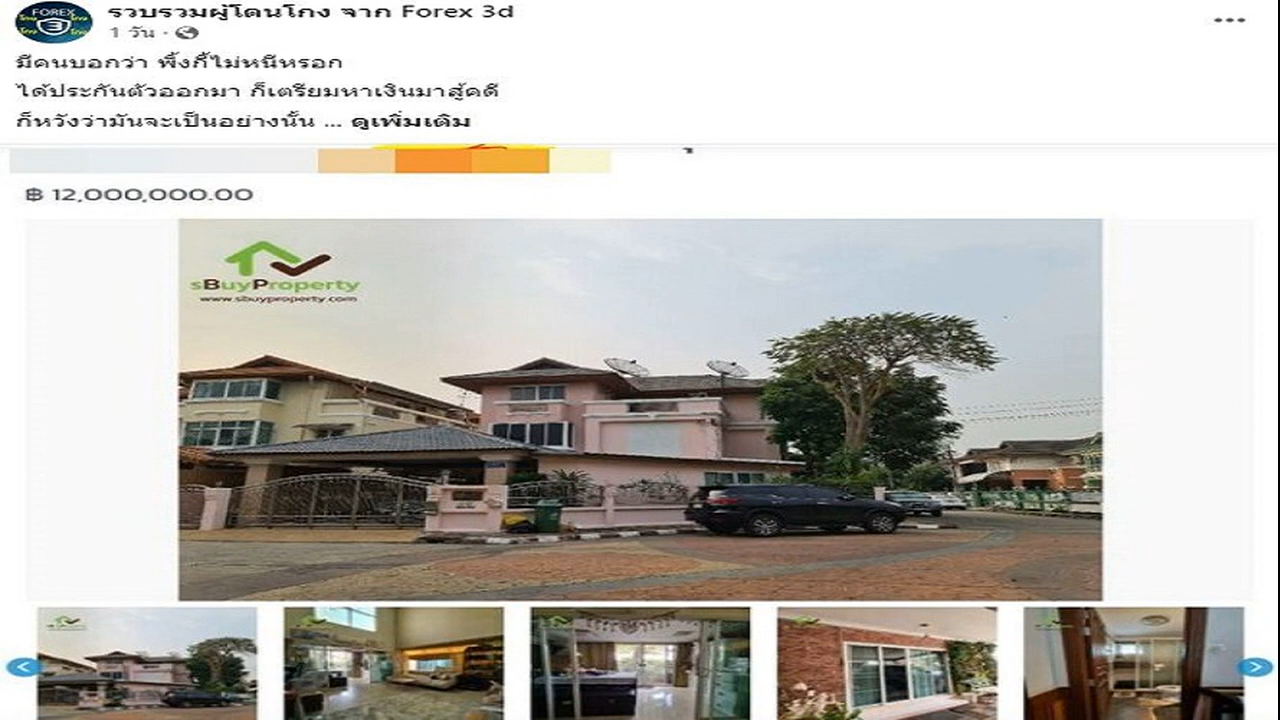 FOREX
3
รวบรวมผู้โดนโกง จาก Forex 3d
1 วัน ·
มีคนบอกว่า พิ้งกี้ไม่หนีหรอก
ได้ประกันตัวออกมา ก็เตรียมหาเงินมาสู้คดี
ก็หวังว่ามันจะเป็นอย่างนั้น ... ดูเพิ่มเติม
฿ 12,000,000.00
sBuyProperty
www.sbuyproperty.com